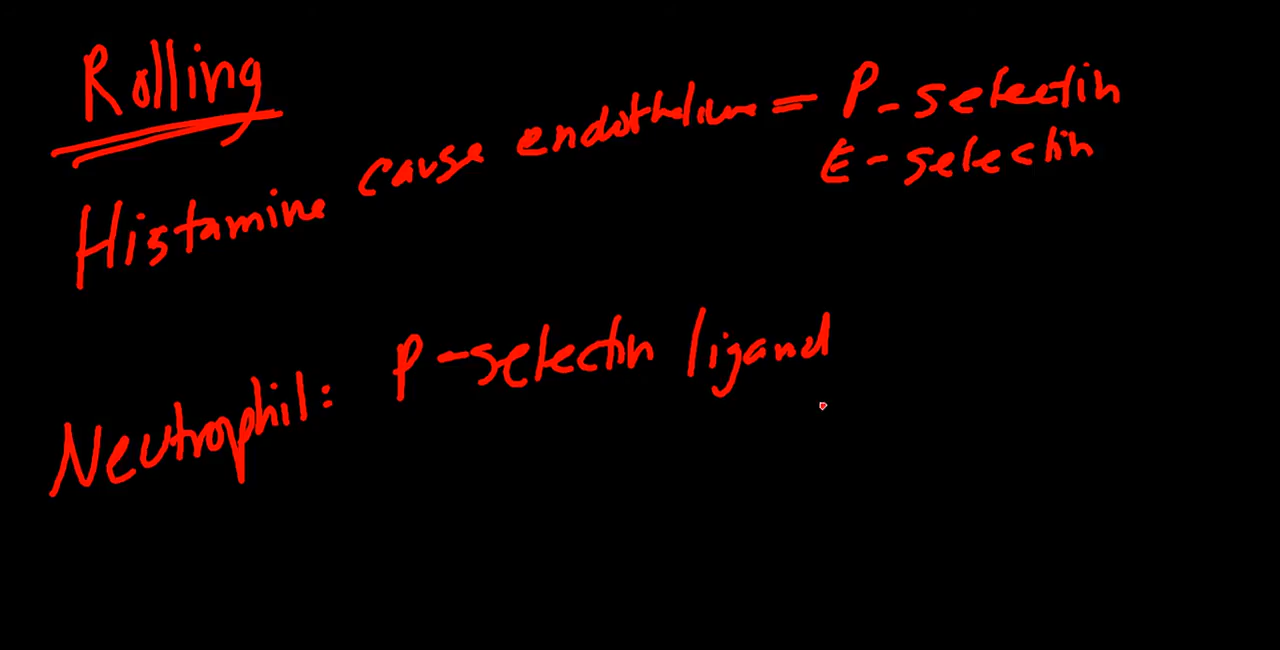 Rolling
Histamine cause endothelium = P-selectin
E-selectin
Neutrophil: P-selectin ligand